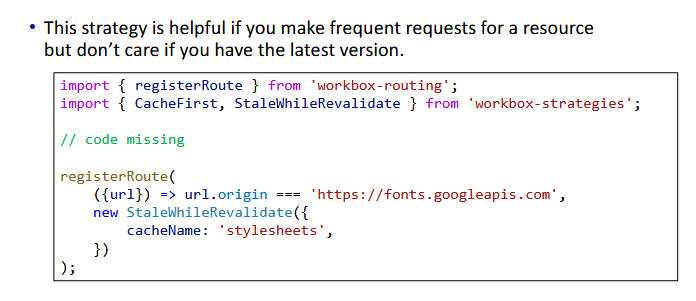 • This strategy is helpful if you make frequent requests for a resource
but don’t care if you have the latest version.
import { registerRoute } from 'workbox-routing';
import { CacheFirst, StaleWhileRevalidate } from 'workbox-strategies';
// code missing
registerRoute(
    ({url}) => url.origin === 'https://fonts.googleapis.com',
    new StaleWhileRevalidate({
        cacheName: 'stylesheets',
    })
);